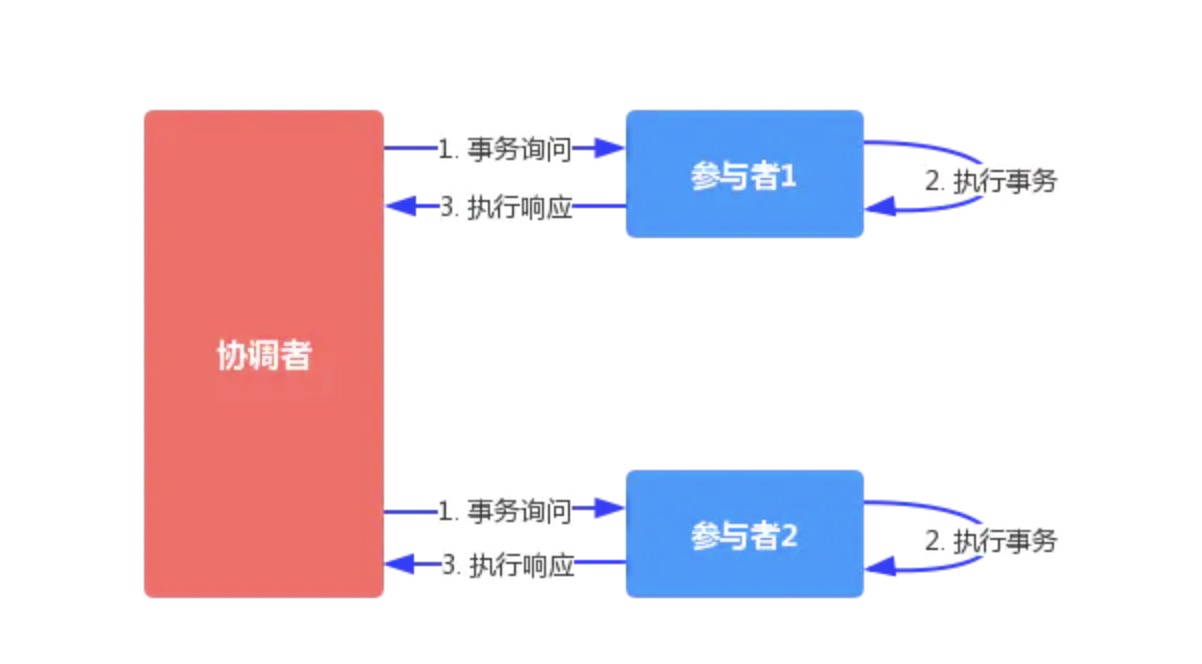 1. 事务询问
参与者1
2. 执行事务
3. 执行响应
协调者
1. 事务询问
参与者2
2. 执行事务
3. 执行响应